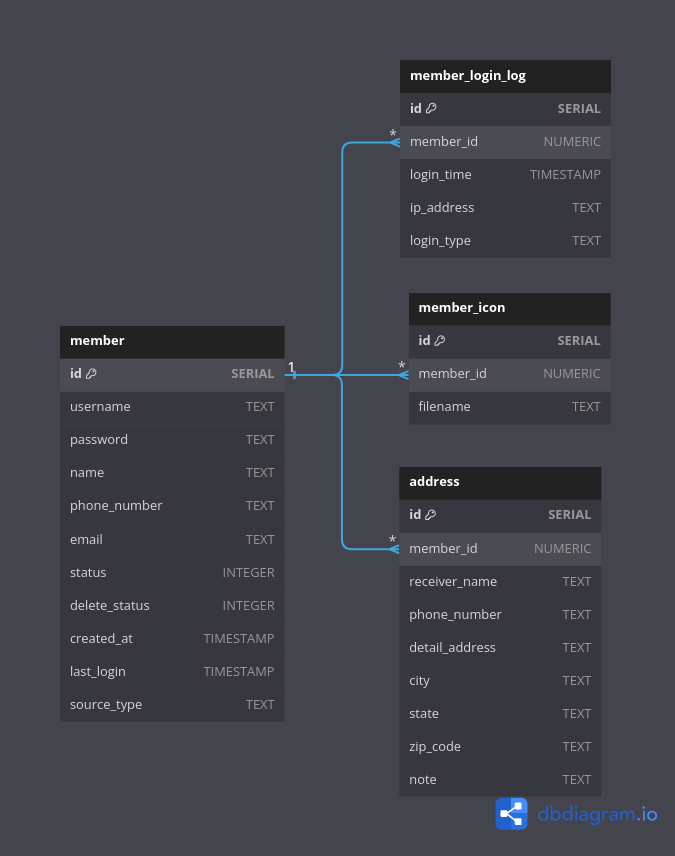 member_login_log
id SERIAL
* member_id NUMERIC
login_time TIMESTAMP
ip_address TEXT
login_type TEXT
member_icon
id SERIAL
* member_id NUMERIC
filename TEXT
member
id SERIAL 1
username TEXT
password TEXT
name TEXT
phone_number TEXT
email TEXT
status INTEGER
delete_status INTEGER
created_at TIMESTAMP
last_login TIMESTAMP
source_type TEXT
address
id SERIAL
* member_id NUMERIC
receiver_name TEXT
phone_number TEXT
detail_address TEXT
city TEXT
state TEXT
zip_code TEXT
note TEXT
dbdiagram.io